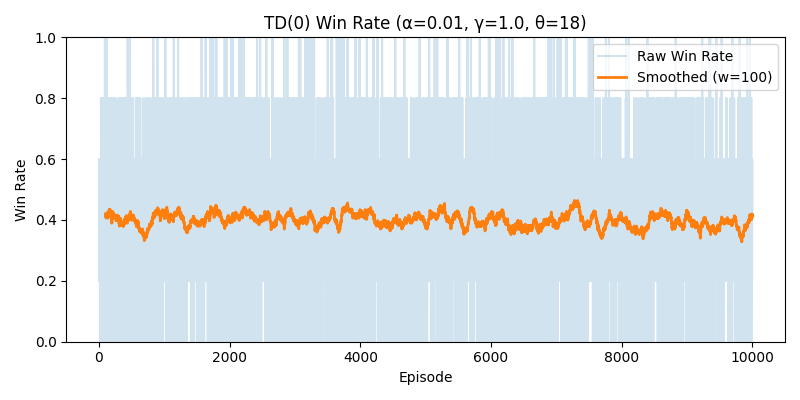 TD(0) Win Rate (α=0.01, γ=1.0, θ=18)
Raw Win Rate
Smoothed (w=100)
Win Rate
1.0
0.8
0.6
0.4
0.2
0.0
0
2000
4000
6000
8000
10000
Episode